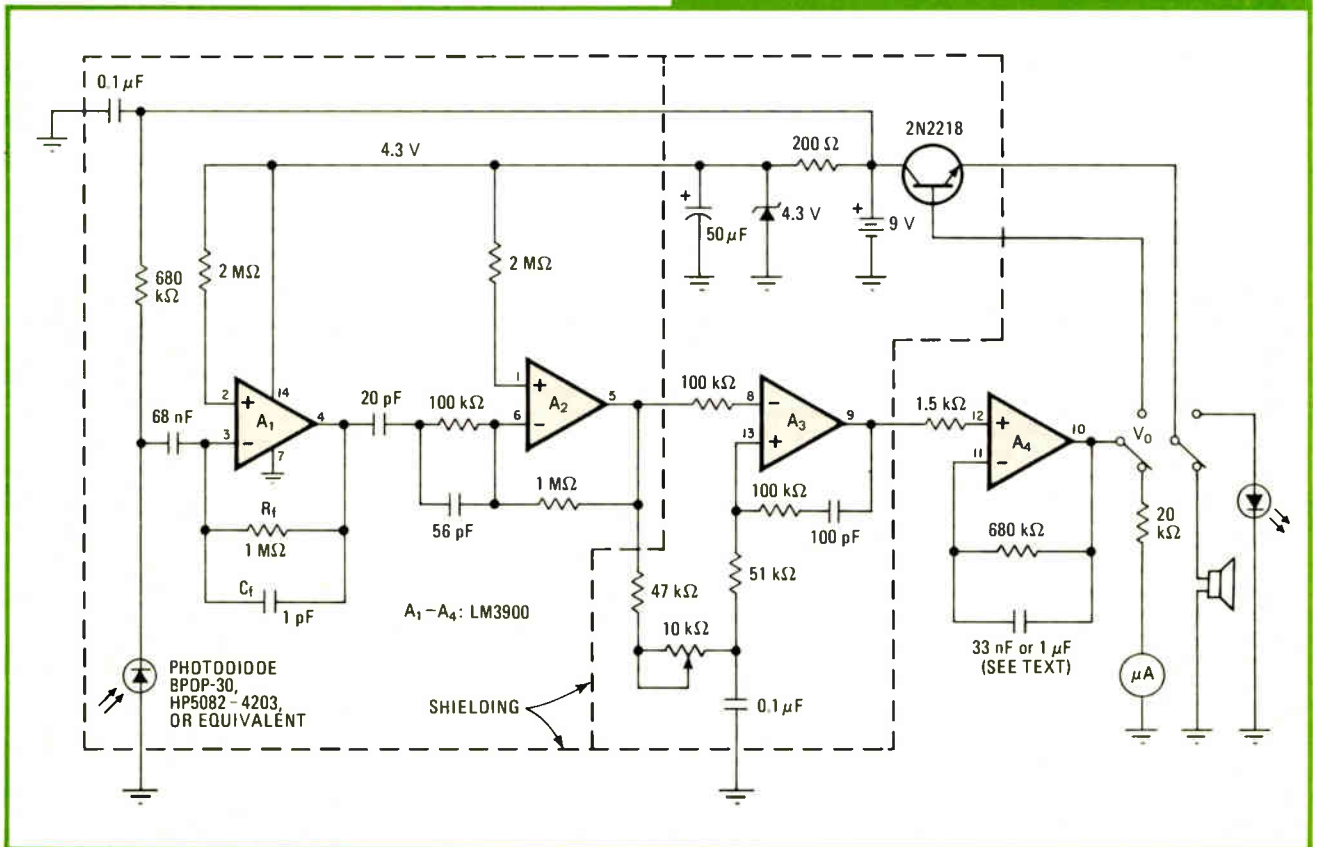 0.1 µF
4.3 V
200 Ω
2N2218
+
50 µF
4.3 V
+
9 V
680
kΩ
2 MΩ
2 MΩ
68 nF
2
+
A1
14
4
3
−
7
20 pF
100 kΩ
1
+
A2
5
6
−
56 pF
1 MΩ
100 kΩ
8
−
A3
9
13
+
100 kΩ
100 pF
1.5 kΩ
12
+
A4
10
11
−
Vo
20
kΩ
Rf
1 MΩ
Cf
1 pF
A1–A4: LM3900
47 kΩ
10 kΩ
51 kΩ
0.1 µF
680 kΩ
33 nF or 1 µF
(SEE TEXT)
µA
PHOTODIODE
BPDP-30,
HP5082-4203,
OR EQUIVALENT
SHIELDING